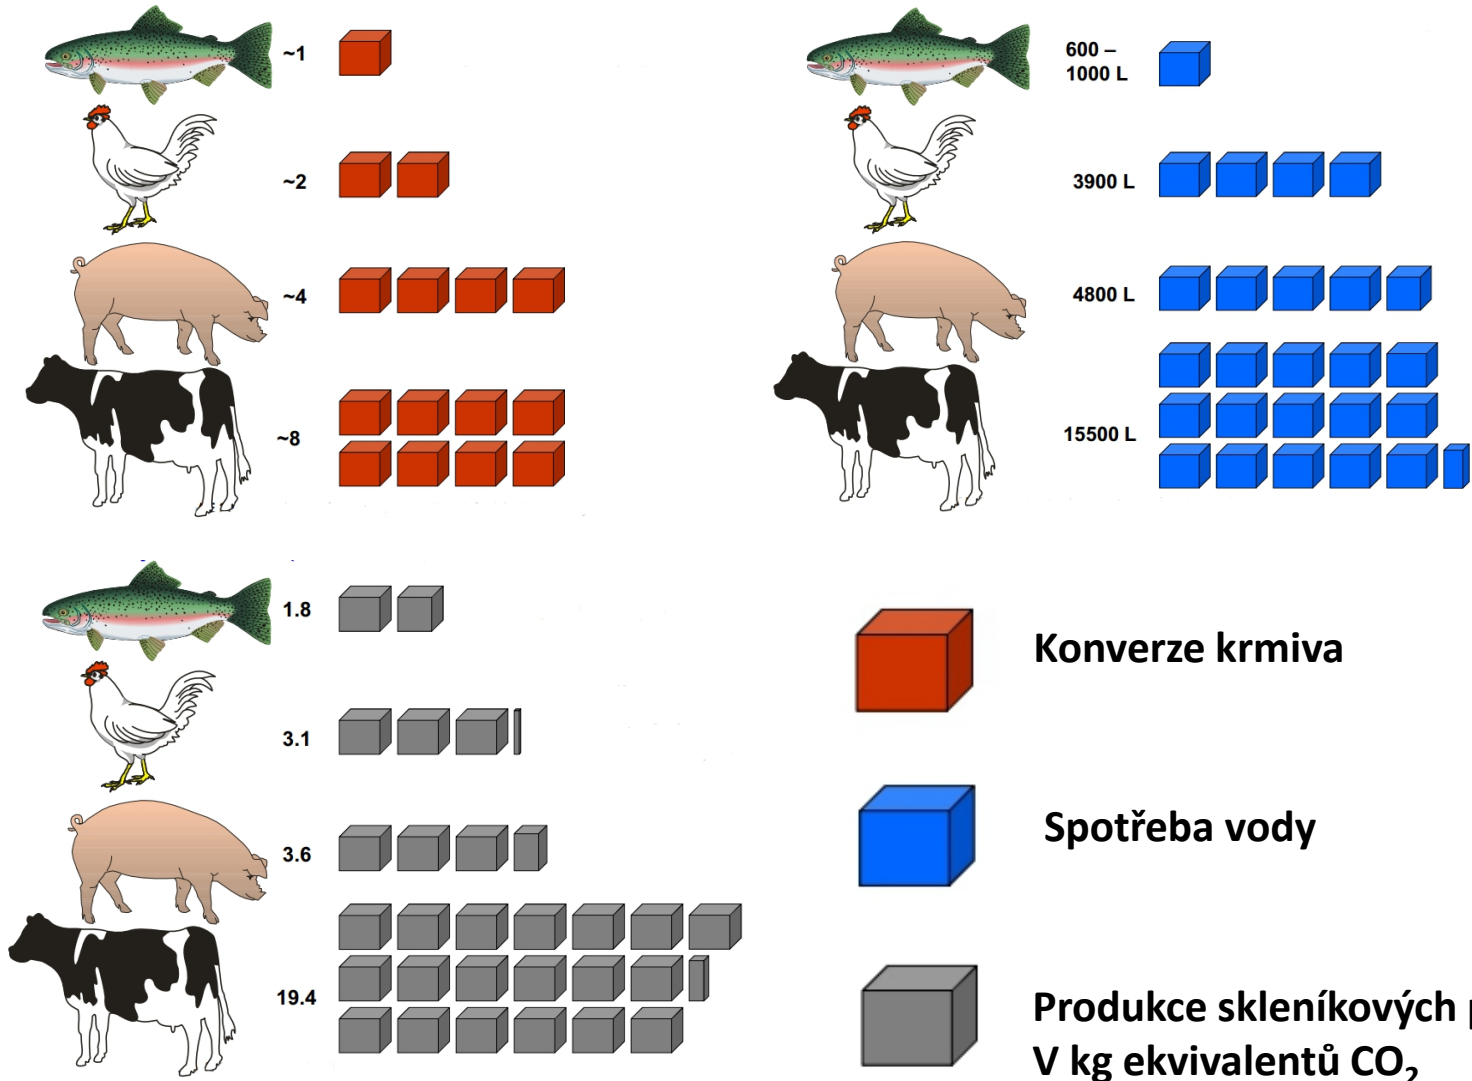 ~1
~2
~4
~8
600 –
1000 L
3900 L
4800 L
15500 L
1.8
3.1
3.6
19.4
Konverze krmiva
Spotřeba vody
Produkce skleníkových
V kg ekvivalentů CO₂